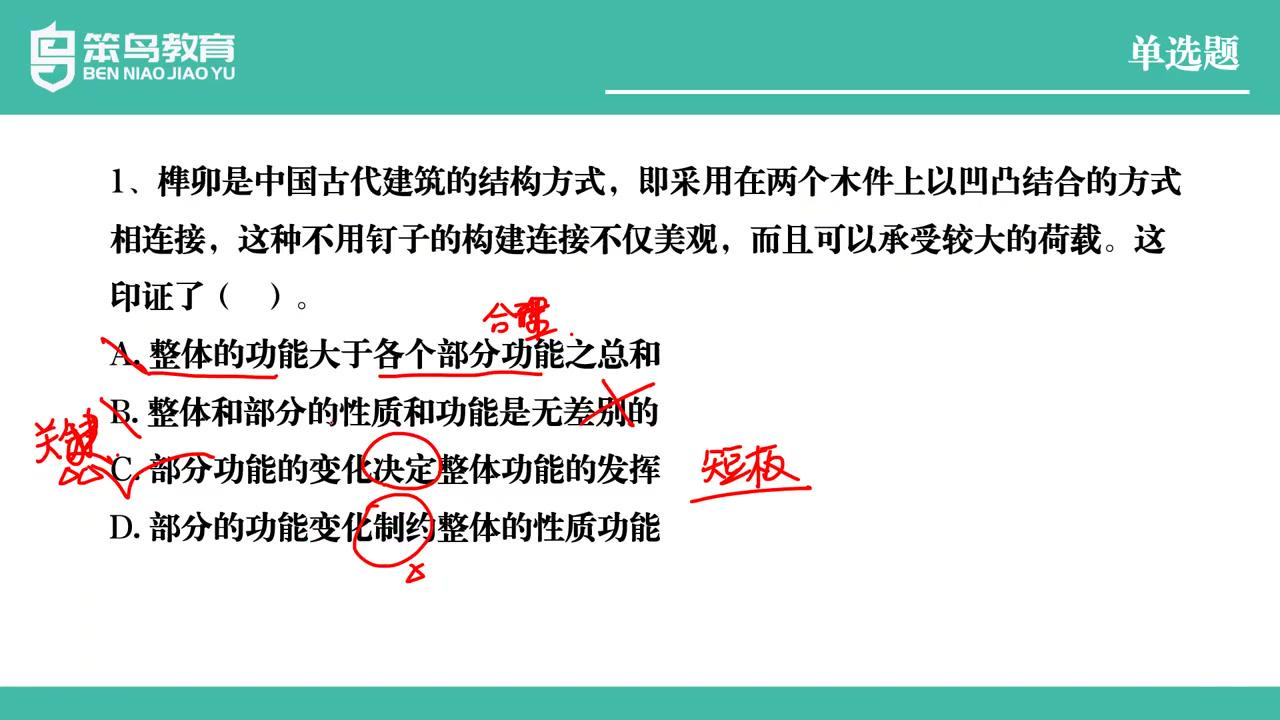 笨鸟教育
BEN NIAO JIAO YU
单选题
1、榫卯是中国古代建筑的结构方式，即采用在两个木件上以凹凸结合的方式
相连接，这种不用钉子的构建连接不仅美观，而且可以承受较大的荷载。这
印证了（ ）。
合理
A. 整体的功能大于各个部分功能之总和
B. 整体和部分的性质和功能是无差别的
关键
C. 部分功能的变化决定整体功能的发挥
短板
D. 部分的功能变化制约整体的性质功能